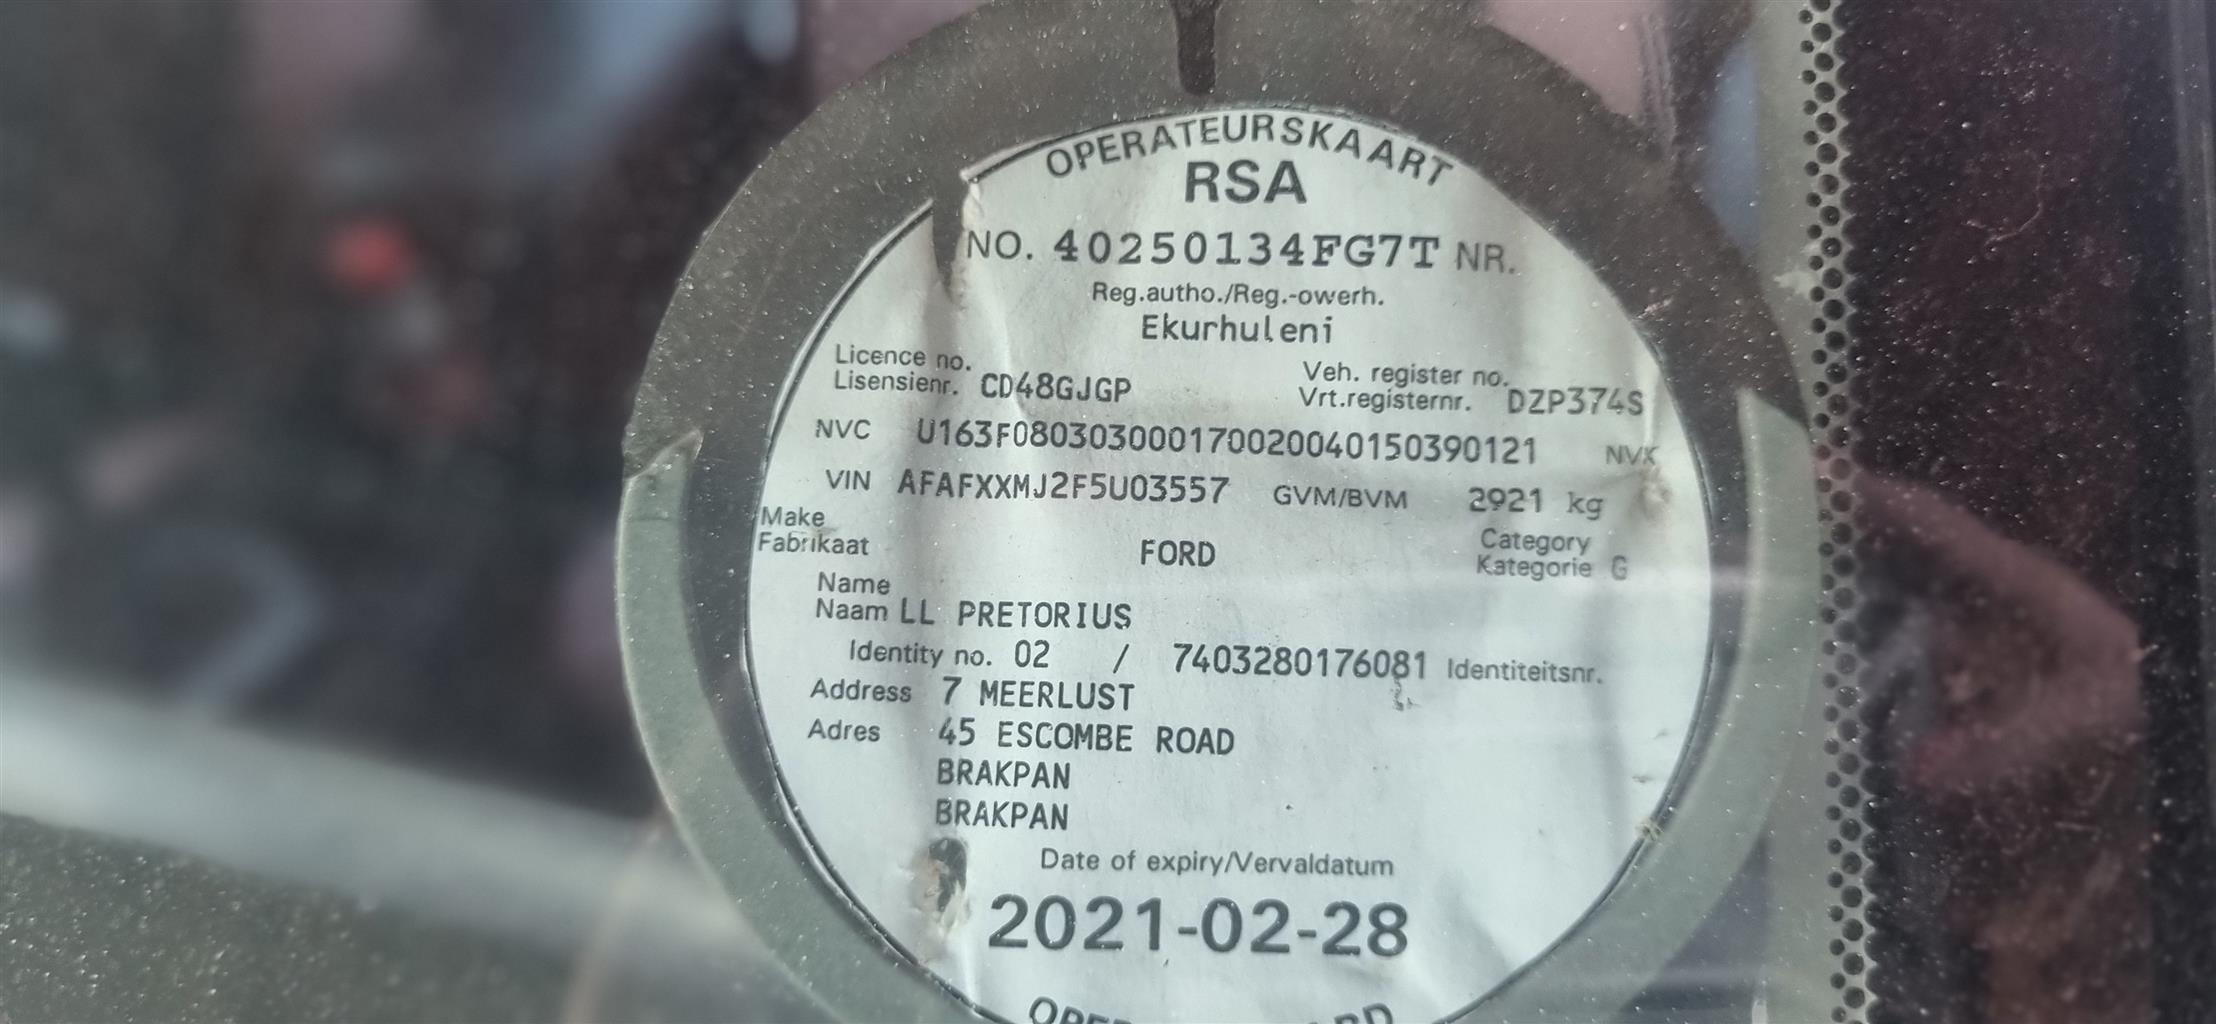 OPERATEURSKAART
RSA
NO. 40250134FG7T NR.
Reg.autho./Reg.-owerh.
Ekurhuleni
Licence no.
Lisensienr. CD48GJGP
Veh. register no.
Vrt.registernr. DZP374S
NVC U163F080303000170020040150390121 NVK
VIN AFAFXXMJ2F5U03557 GVM/BVM 2921 kg
Make
Fabrikaat FORD
Category
Kategorie G
Name
Naam LL PRETORIUS
Identity no. 02 / 7403280176081 Identiteitsnr.
Address 7 MEERLUST
Adres 45 ESCOMBE ROAD
BRAKPAN
BRAKPAN
Date of expiry/Vervaldatum
2021-02-28